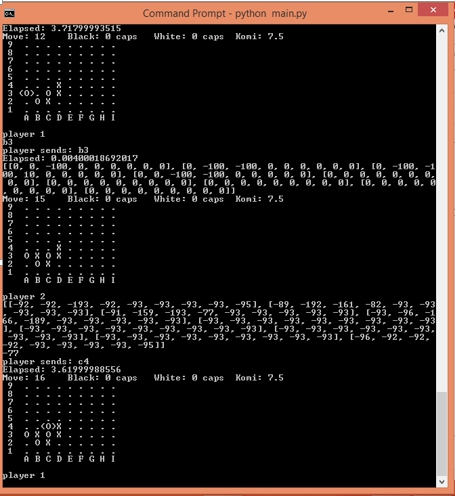 Command Prompt - python main.py
Elapsed: 3.71799993515
Move: 12 Black: 0 caps White: 0 caps Komi: 7.5
9 . . . . . . . . .
8 . . . . . . . . .
7 . . . . . . . . .
6 . . . . . . . . .
5 . . . . . . . . .
4 . . . X . . . . .
3 <O>. O X . . . . .
2 . O X . . . . . .
1 . . . . . . . . .
A B C D E F G H I
player 1
b3
player sends: b3
Elapsed: 0.00400018692017
[[0, 0, -100, 0, 0, 0, 0, 0, 0], [0, -100, -100, 0, 0, 0, 0, 0, 0], [0, -100, -1
00, 10, 0, 0, 0, 0, 0], [0, 0, -100, -100, 0, 0, 0, 0, 0], [0, 0, 0, 0, 0, 0, 0,
0, 0], [0, 0, 0, 0, 0, 0, 0, 0, 0], [0, 0, 0, 0, 0, 0, 0, 0, 0], [0, 0, 0, 0, 0
, 0, 0, 0, 0], [0, 0, 0, 0, 0, 0, 0, 0, 0]]
Move: 15 Black: 0 caps White: 0 caps Komi: 7.5
9 . . . . . . . . .
8 . . . . . . . . .
7 . . . . . . . . .
6 . . . . . . . . .
5 . . . . . . . . .
4 . . . X . . . . .
3 O X O X . . . . .
2 . O X . . . . . .
1 . . . . . . . . .
player 2
[[-92, -92, -193, -92, -93, -93, -93, -93, -95], [-89, -192, -161, -82, -93, -93
, -93, -93, -93], [-91, -159, -193, -77, -93, -93, -93, -93, -93], [-93, -96, -1
66, -189, -93, -93, -93, -93, -93], [-93, -93, -93, -93, -93, -93, -93, -93, -93
], [-93, -93, -93, -93, -93, -93, -93, -93, -93], [-93, -93, -93, -93, -93, -93,
-93, -93, -93], [-93, -93, -93, -93, -93, -93, -93, -93, -93], [-96, -92, -92,
-92, -93, -93, -93, -93, -95]]
-77
player sends: c4
Elapsed: 3.61999988556
Move: 16 Black: 0 caps White: 0 caps Komi: 7.5
9 . . . . . . . . .
8 . . . . . . . . .
7 . . . . . . . . .
6 . . . . . . . . .
5 . . . . . . . . .
4 . .<O>X . . . . .
3 O X O X . . . . .
2 . O X . . . . . .
1 . . . . . . . . .
A B C D E F G H I
player 1